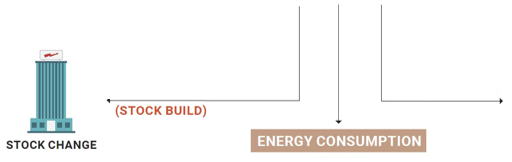 (STOCK BUILD)
ENERGY CONSUMPTION
STOCK CHANGE